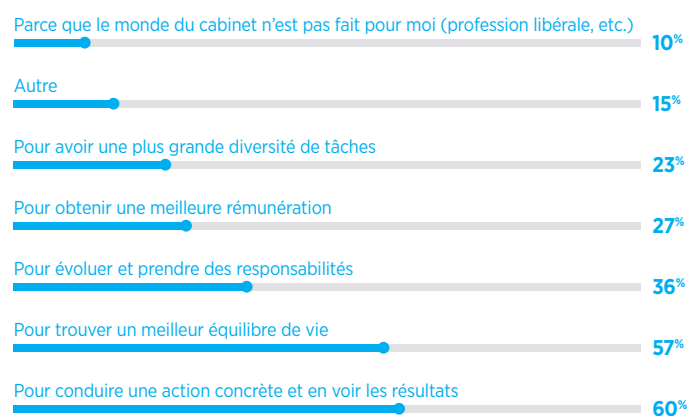 Parce que le monde du cabinet n’est pas fait pour moi (profession libérale, etc.)
10%
Autre
15%
Pour avoir une plus grande diversité de tâches
23%
Pour obtenir une meilleure rémunération
27%
Pour évoluer et prendre des responsabilités
36%
Pour trouver un meilleur équilibre de vie
57%
Pour conduire une action concrète et en voir les résultats
60%